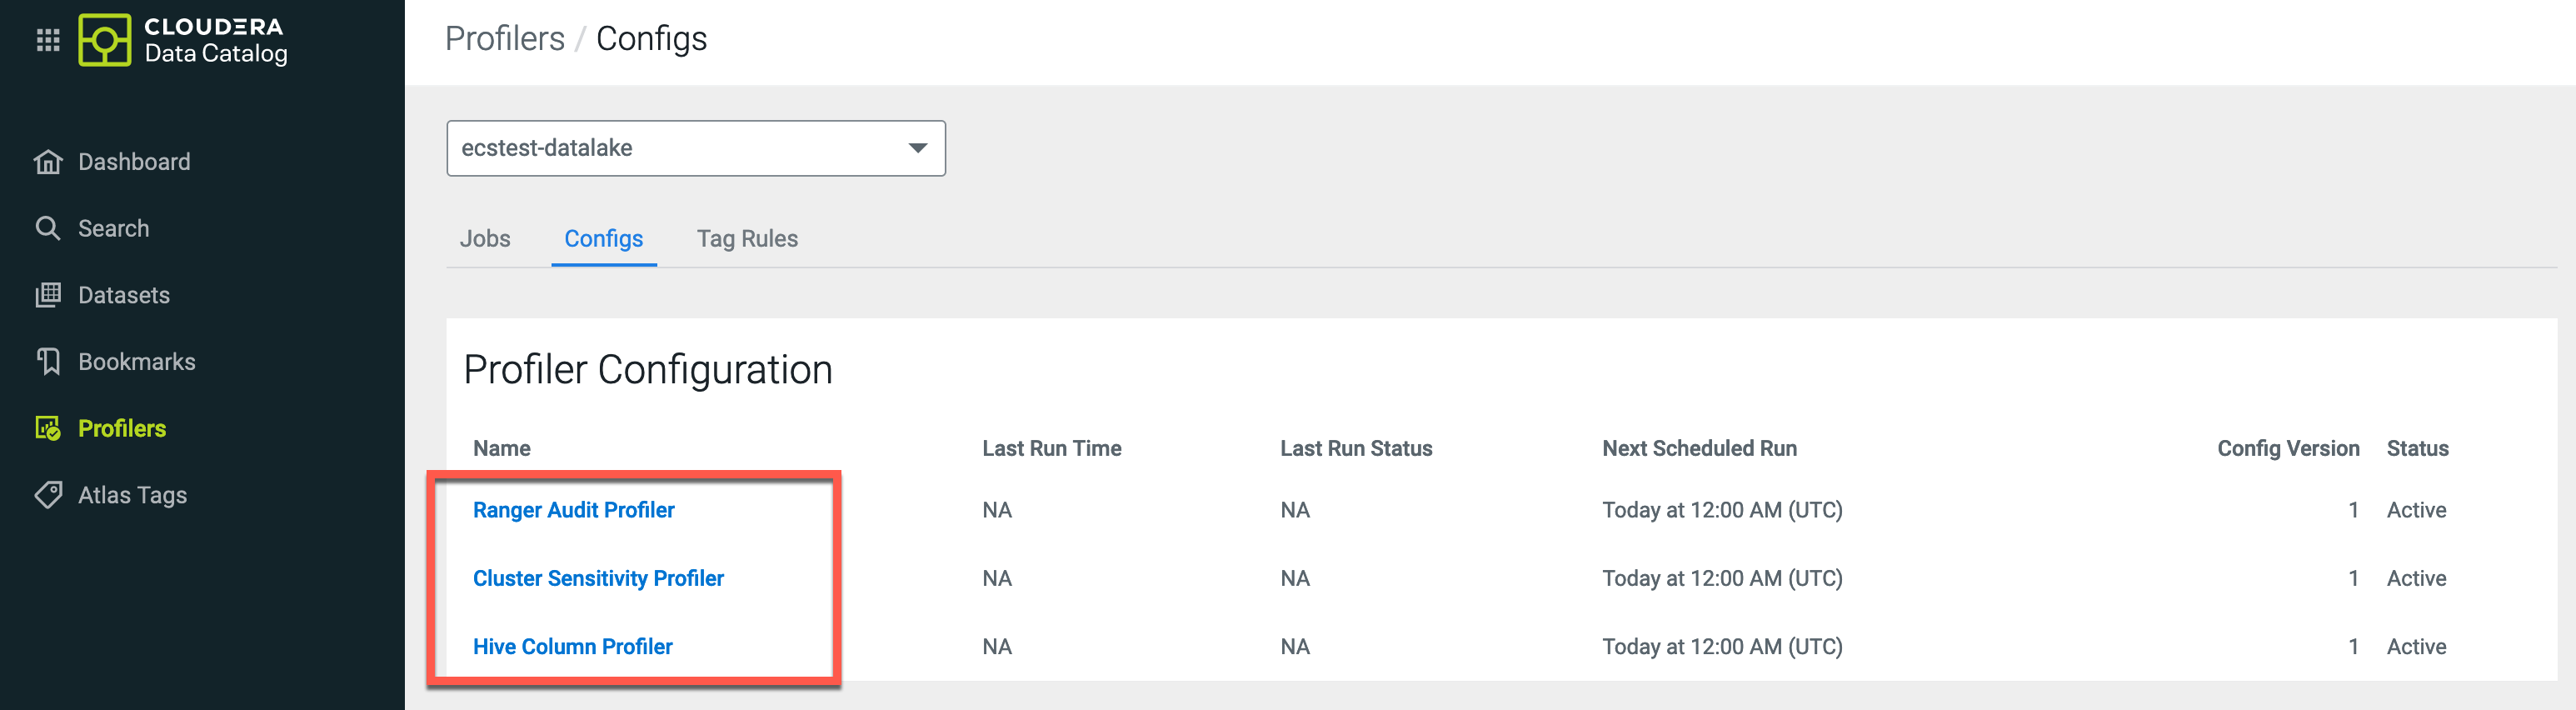 CLOUDERA
Data Catalog
Dashboard
Search
Datasets
Bookmarks
Profilers
Atlas Tags
Profilers / Configs
ecstest-datalake
Jobs Configs Tag Rules
Profiler Configuration
Name Last Run Time Last Run Status Next Scheduled Run Config Version Status
Ranger Audit Profiler NA NA Today at 12:00 AM (UTC) 1 Active
Cluster Sensitivity Profiler NA NA Today at 12:00 AM (UTC) 1 Active
Hive Column Profiler NA NA Today at 12:00 AM (UTC) 1 Active